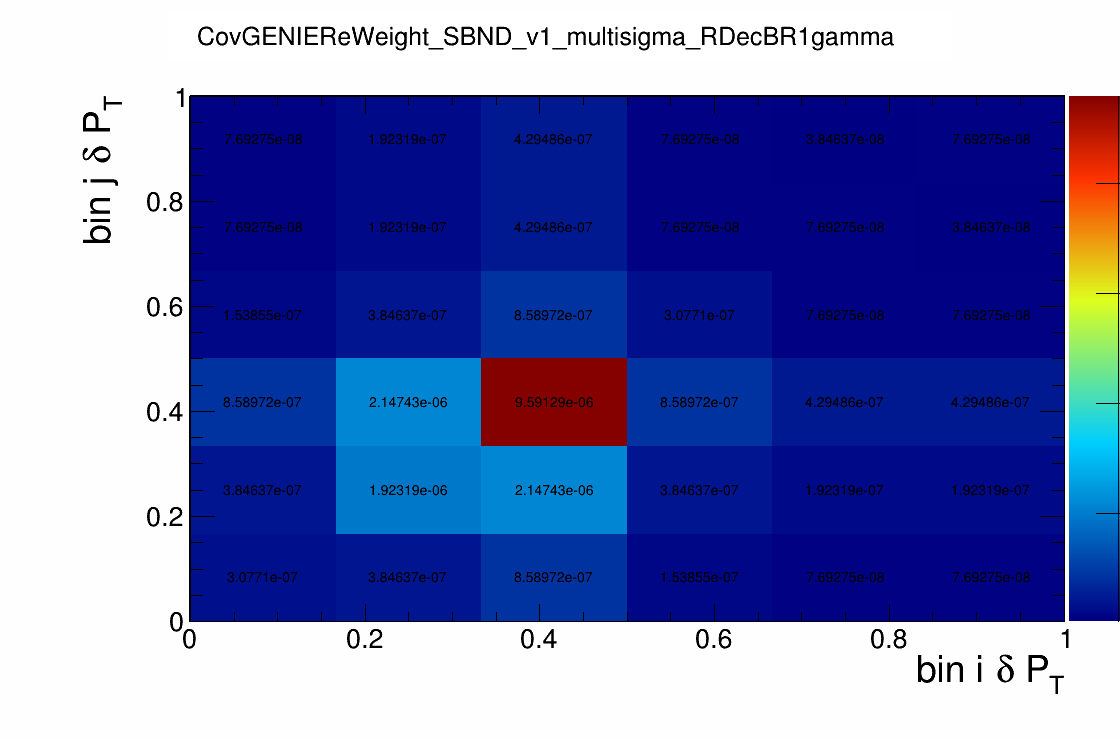 CovGENIEReWeight_SBND_v1_multisigma_RDecBR1gamma
bin j δ P_T
1
7.69275e-08 1.92319e-07 4.29486e-07 7.69275e-08 3.84637e-08 7.69275e-08
0.8
7.69275e-08 1.92319e-07 4.29486e-07 7.69275e-08 7.69275e-08 3.84637e-08
0.6
1.53855e-07 3.84637e-07 8.58972e-07 3.0771e-07 7.69275e-08 7.69275e-08
8.58972e-07 2.14743e-06 9.59129e-06 8.58972e-07 4.29486e-07 4.29486e-07
0.4
3.84637e-07 1.92319e-06 2.14743e-06 3.84637e-07 1.92319e-07 1.92319e-07
0.2
3.0771e-07 3.84637e-07 8.58972e-07 1.53855e-07 7.69275e-08 7.69275e-08
0
0 0.2 0.4 0.6 0.8 1
bin i δ P_T